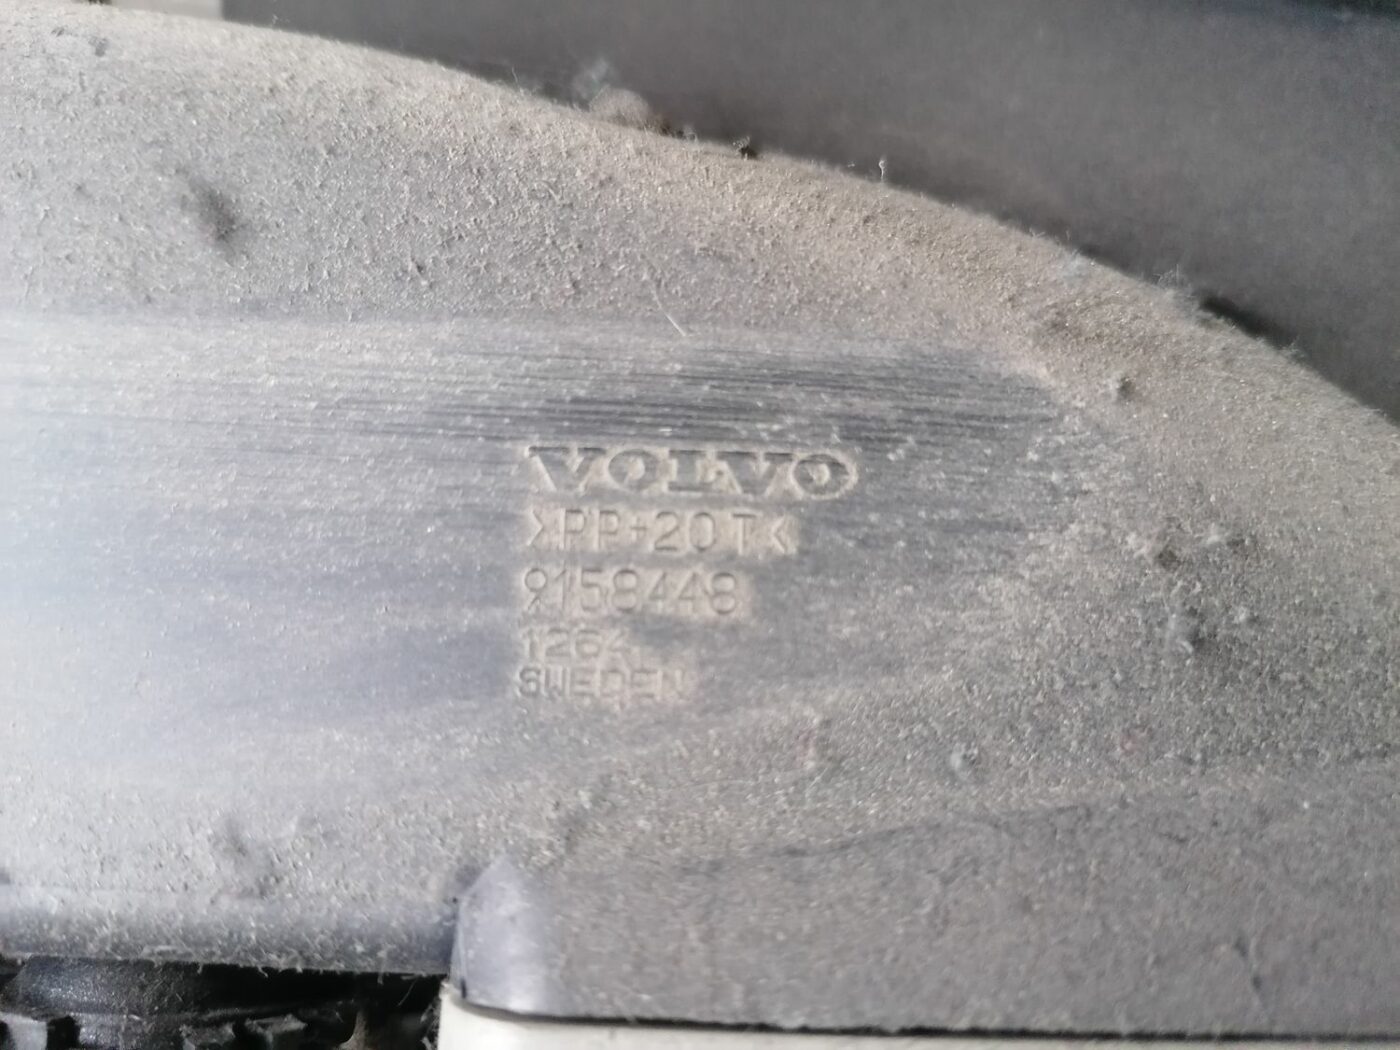 VOLVO
>PP+20T<
9158448
1264
SWEDEN